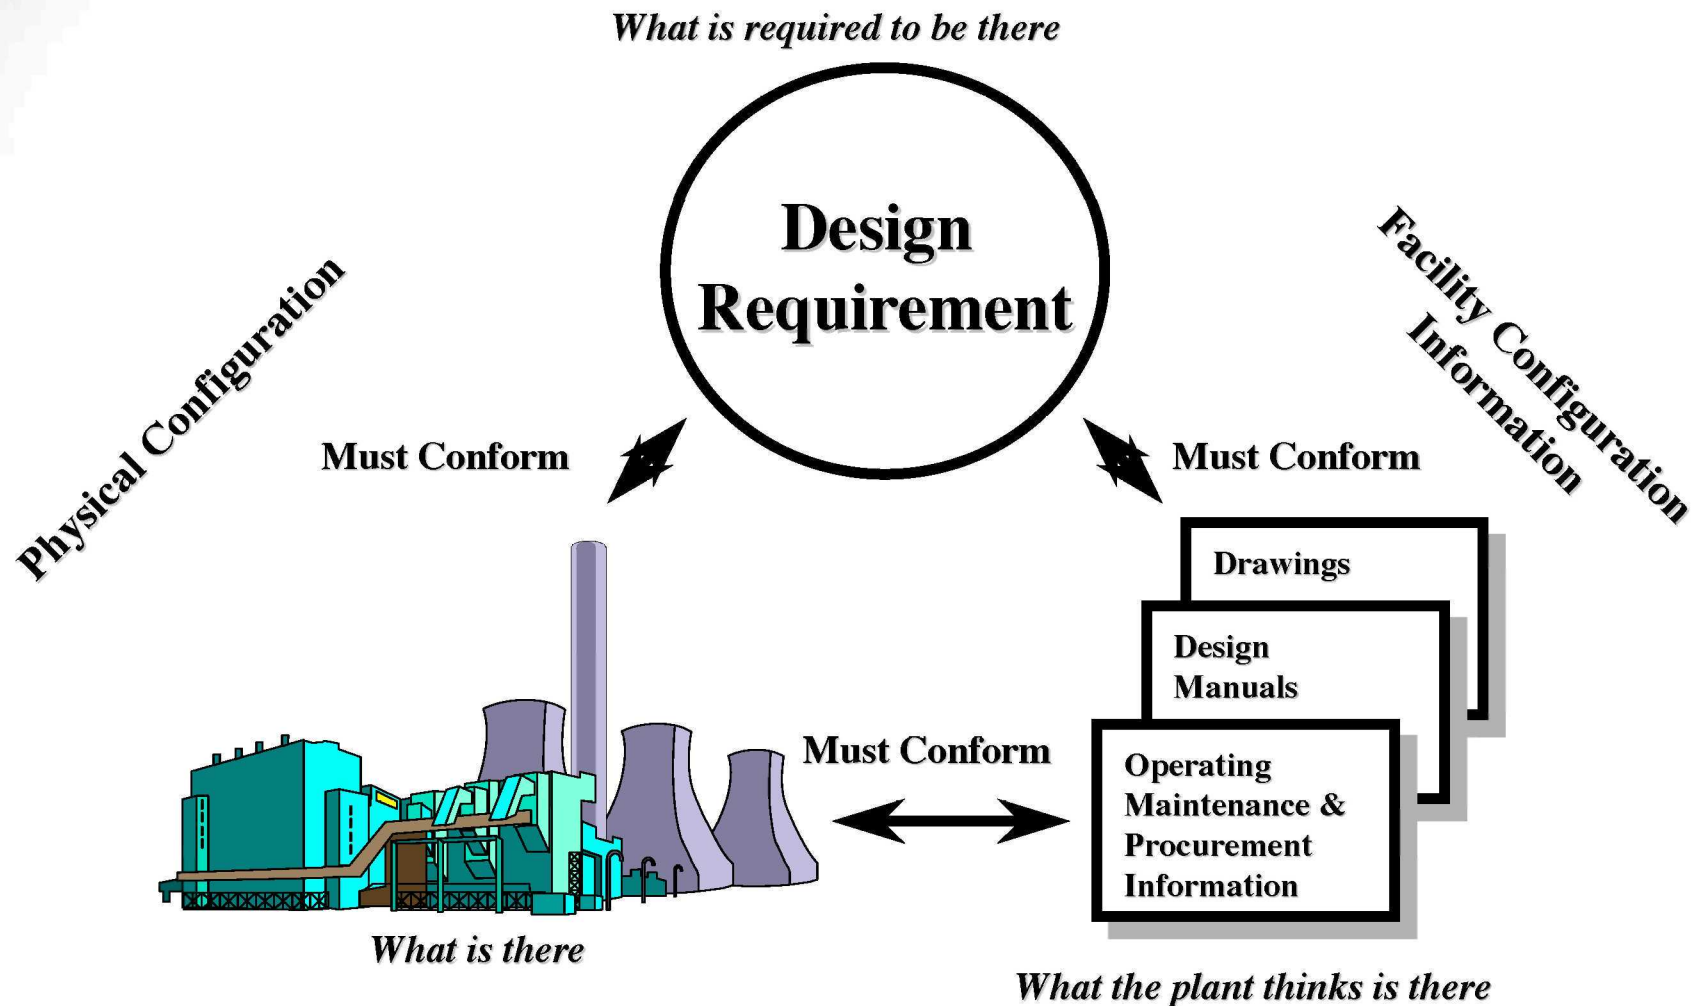 What is required to be there
Design
Requirement
Physical Configuration
Facility Configuration
Information
Must Conform
Must Conform
Drawings
Design
Manuals
Must Conform
Operating
Maintenance &
Procurement
Information
What is there
What the plant thinks is there